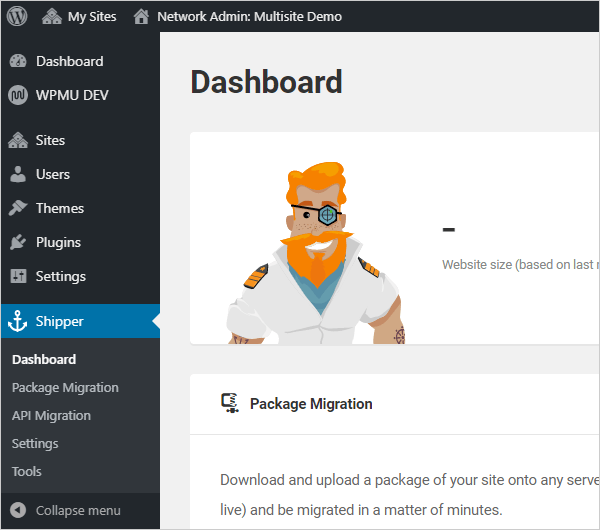 My Sites Network Admin: Multisite Demo
Dashboard
WPMU DEV
Sites
Users
Themes
Plugins
Settings
Shipper
Dashboard
Package Migration
API Migration
Settings
Tools
Collapse menu
Dashboard
-
Website size (based on last
Package Migration
Download and upload a package of your site onto any serve
live) and be migrated in a matter of minutes.